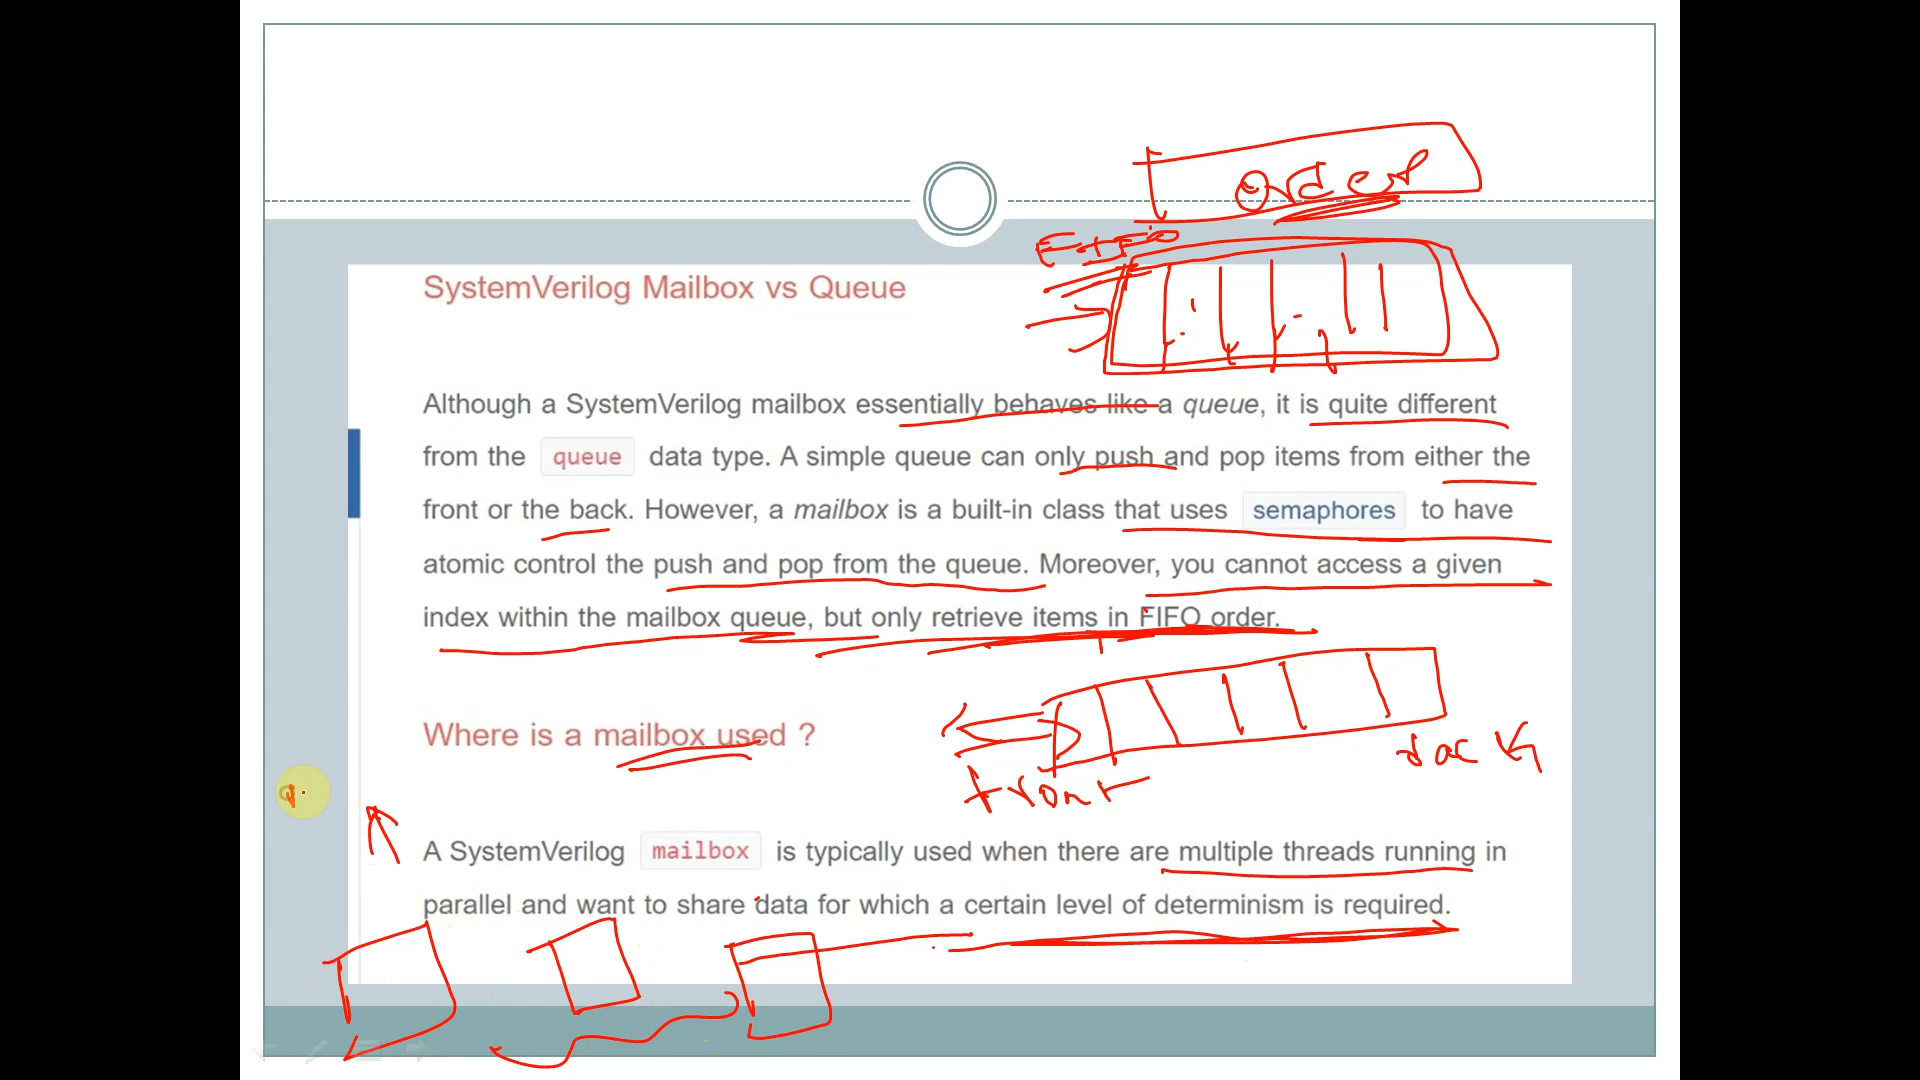 order
SystemVerilog Mailbox vs Queue
Although a SystemVerilog mailbox essentially behaves like a queue, it is quite different
from the queue data type. A simple queue can only push and pop items from either the
front or the back. However, a mailbox is a built-in class that uses semaphores to have
atomic control the push and pop from the queue. Moreover, you cannot access a given
index within the mailbox queue, but only retrieve items in FIFO order.
Where is a mailbox used ?
front
back
A SystemVerilog mailbox is typically used when there are multiple threads running in
parallel and want to share data for which a certain level of determinism is required.